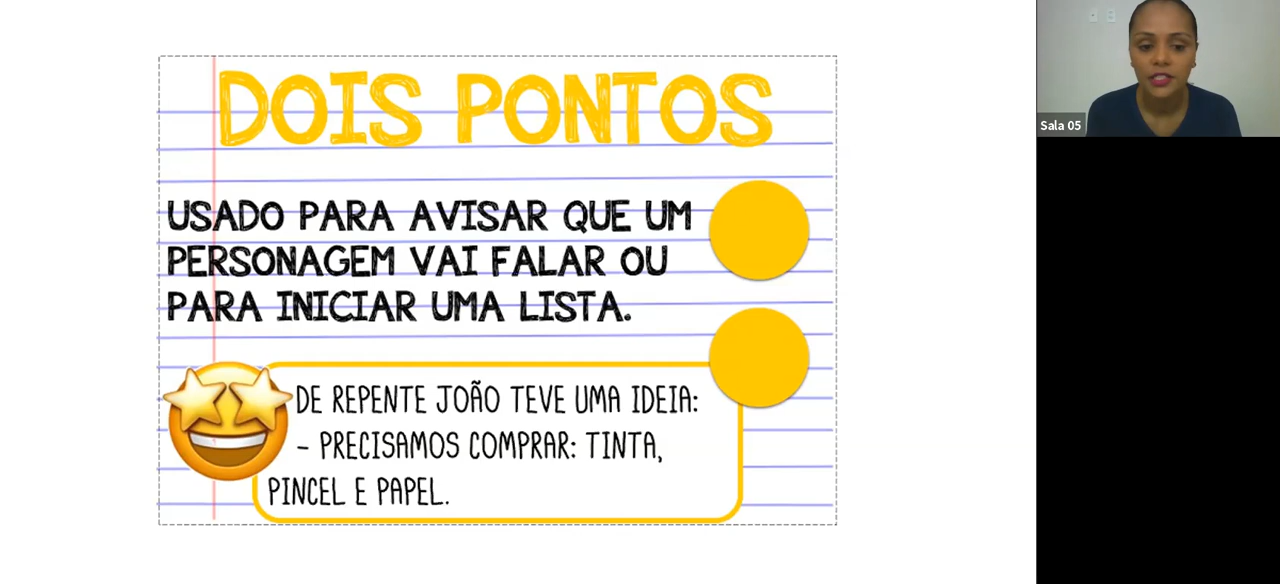 DOIS PONTOS
USADO PARA AVISAR QUE UM
PERSONAGEM VAI FALAR OU
PARA INICIAR UMA LISTA.
DE REPENTE JOÃO TEVE UMA IDEIA:
- PRECISAMOS COMPRAR: TINTA,
PINCEL E PAPEL.
Sala 05